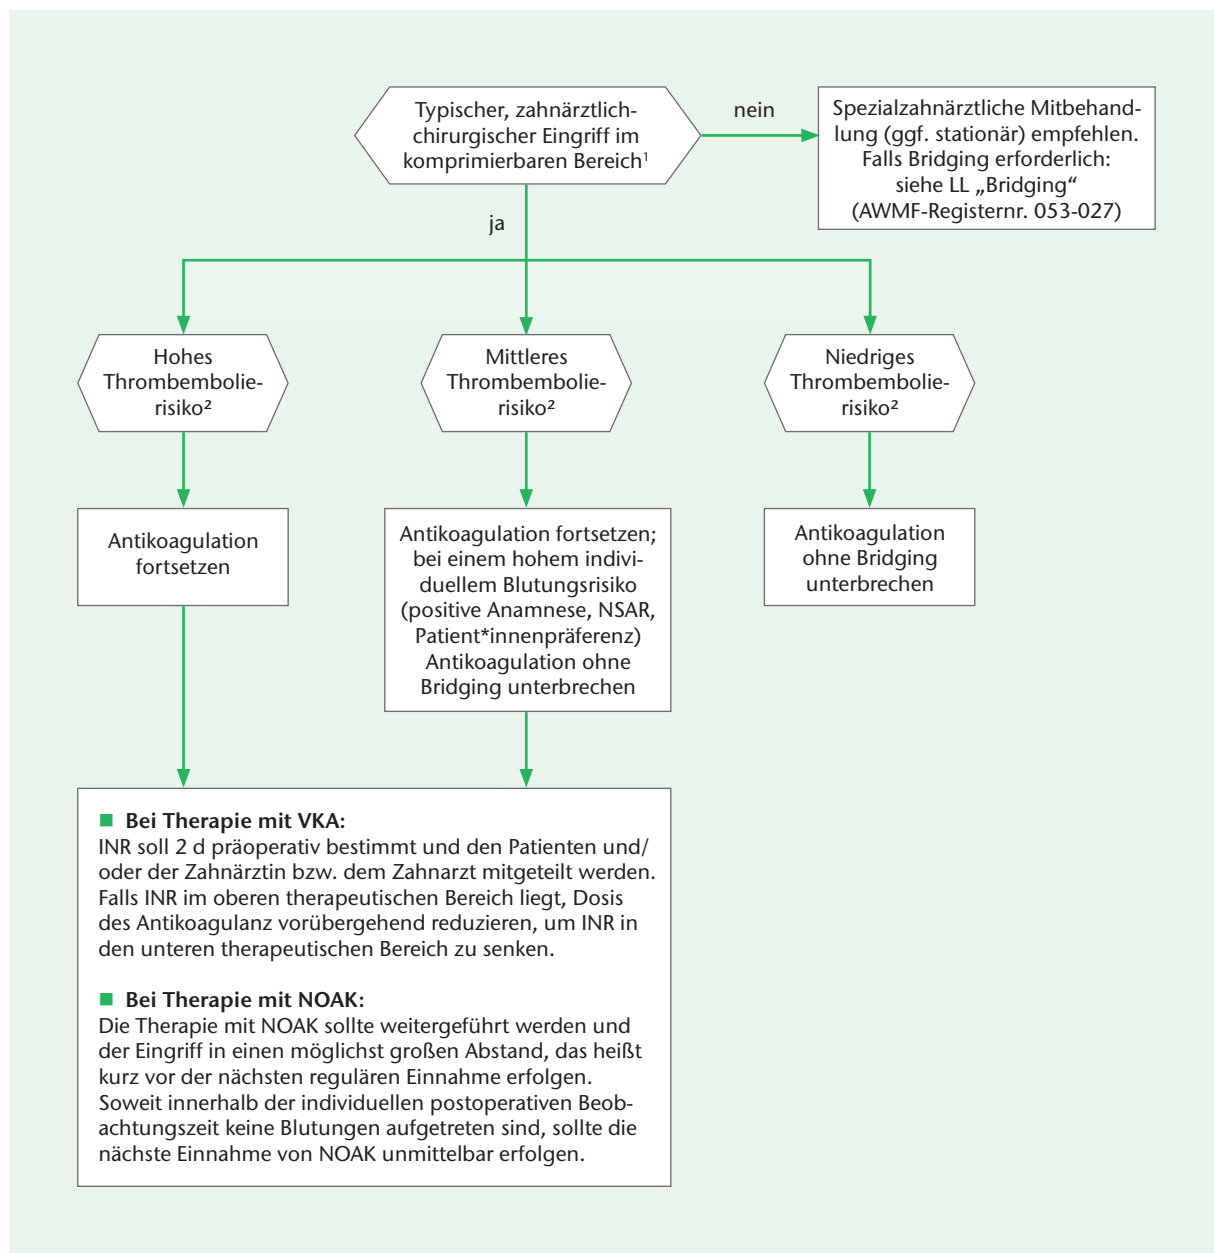 Typischer, zahnärztlich-
chirurgischer Eingriff im
komprimierbaren Bereich¹
nein
Spezialzahnärztliche Mitbehand-
lung (ggf. stationär) empfehlen.
Falls Bridging erforderlich:
siehe LL „Bridging“
(AWMF-Registernr. 053-027)
ja
Hohes
Thrombembolie-
risiko²
Mittleres
Thrombembolie-
risiko²
Niedriges
Thrombembolie-
risiko²
Antikoagulation
fortsetzen
Antikoagulation fortsetzen;
bei einem hohem indivi-
duellem Blutungsrisiko
(positive Anamnese, NSAR,
Patient*innenpräferenz)
Antikoagulation ohne
Bridging unterbrechen
Antikoagulation
ohne Bridging
unterbrechen
■ Bei Therapie mit VKA:
INR soll 2 d präoperativ bestimmt und den Patienten und/
oder der Zahnärztin bzw. dem Zahnarzt mitgeteilt werden.
Falls INR im oberen therapeutischen Bereich liegt, Dosis
des Antikoagulanz vorübergehend reduzieren, um INR in
den unteren therapeutischen Bereich zu senken.
■ Bei Therapie mit NOAK:
Die Therapie mit NOAK sollte weitergeführt werden und
der Eingriff in einen möglichst großen Abstand, das heißt
kurz vor der nächsten regulären Einnahme erfolgen.
Soweit innerhalb der individuellen postoperativen Beob-
achtungszeit keine Blutungen aufgetreten sind, sollte die
nächste Einnahme von NOAK unmittelbar erfolgen.